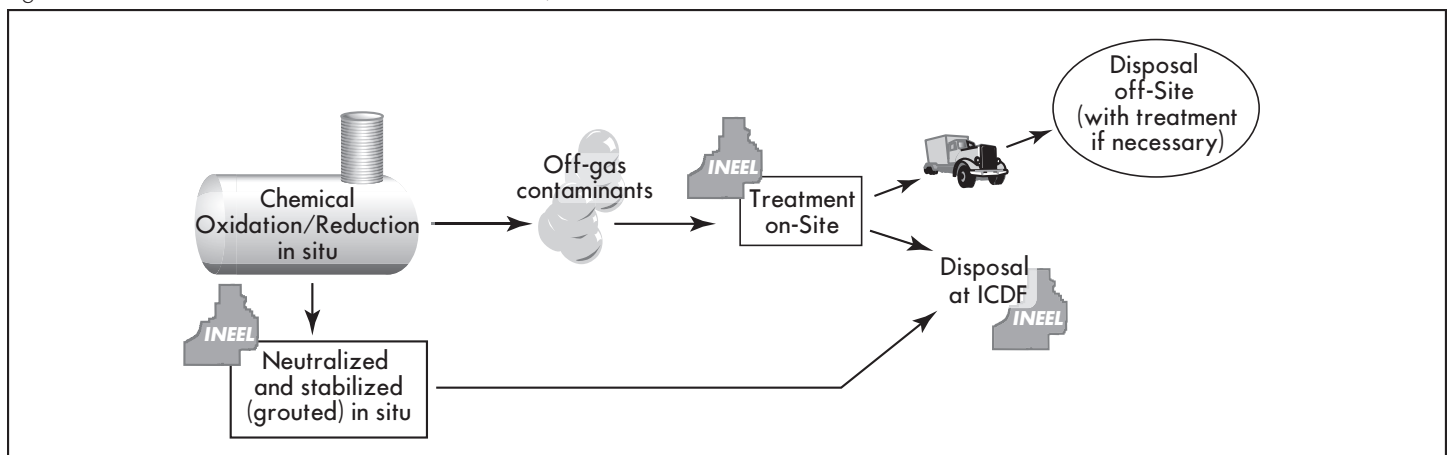 Chemical
Oxidation/Reduction
in situ
Off-gas
contaminants
INEEL
Treatment
on-Site
Disposal
off-Site
(with treatment
if necessary)
Disposal
at ICDF
INEEL
INEEL
Neutralized
and stabilized
(grouted) in situ